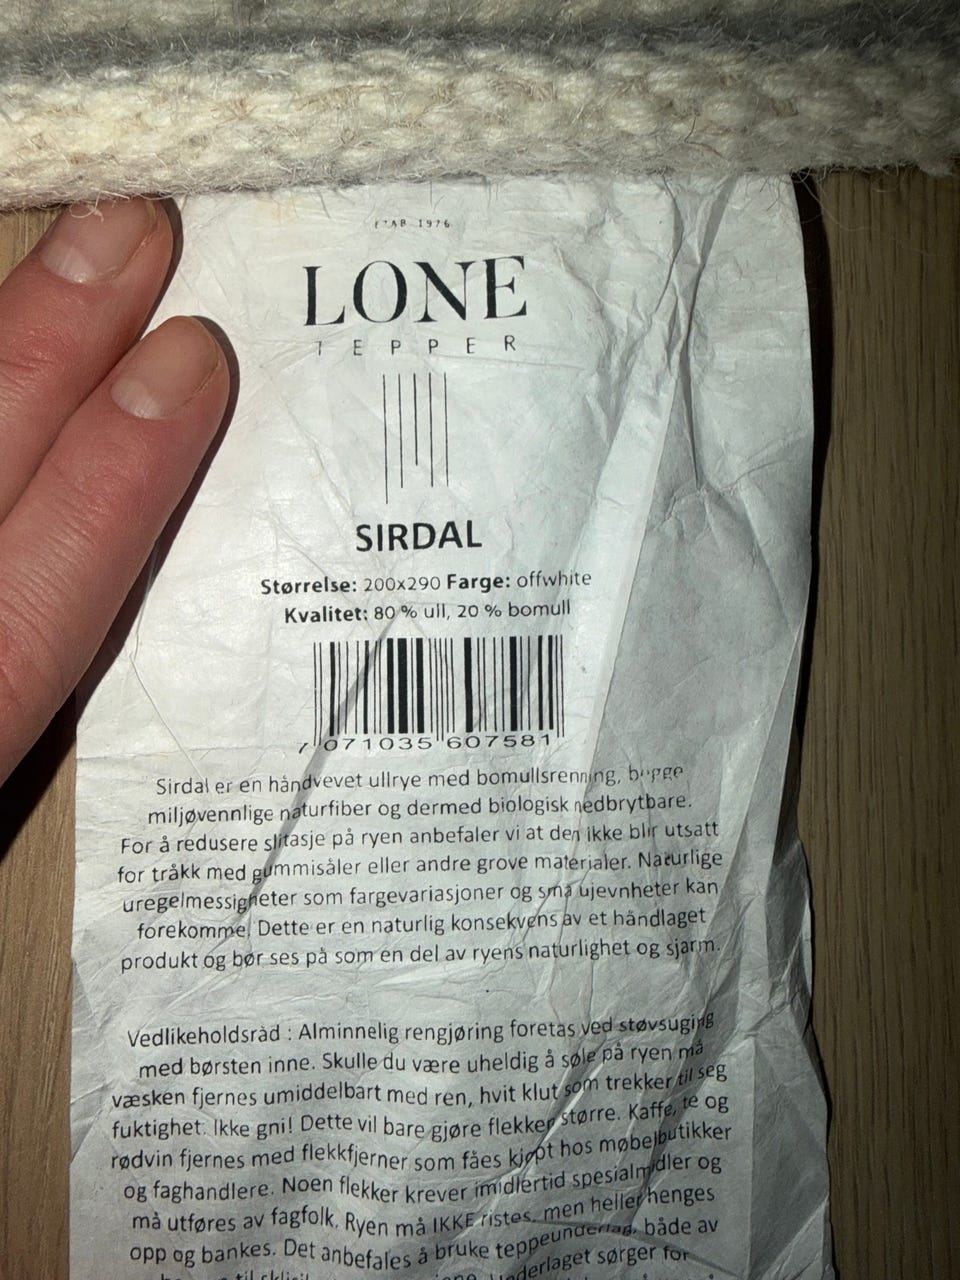 ETAB 1976
LONE
TEPPER
SIRDAL
Størrelse: 200x290 Farge: offwhite
Kvalitet: 80 % ull, 20 % bomull
7 071035 607581
Sirdal er en håndvevet ullrye med bomullsrenning, begge
miljøvennlige naturfiber og dermed biologisk nedbrytbare.
For å redusere slitasje på ryen anbefaler vi at den ikke blir utsatt
for tråkk med gummisåler eller andre grove materialer. Naturlige
uregelmessigheter som fargevariasjoner og små ujevnheter kan
forekomme. Dette er en naturlig konsekvens av et håndlaget
produkt og bør ses på som en del av ryens naturlighet og sjarm.
Vedlikeholdsråd : Alminnelig rengjøring foretas ved støvsuging
med børsten inne. Skulle du være uheldig å søle på ryen må
væsken fjernes umiddelbart med ren, hvit klut som trekker til seg
fuktighet. Ikke gni! Dette vil bare gjøre flekken større. Kaffe, te og
rødvin fjernes med flekkfjerner som fåes kjøpt hos møbelbutikker
og faghandlere. Noen flekker krever imidlertid spesialmidler og
må utføres av fagfolk. Ryen må IKKE ristes, men heller henges
opp og bankes. Det anbefales å bruke teppeunderlag, både av
til Underlaget sørger for